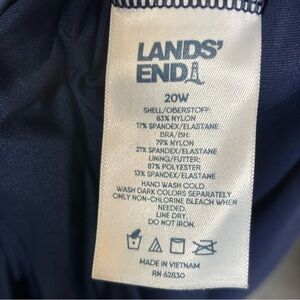 LANDS'
END
20W
SHELL/OBERSTOFF:
83% NYLON
17% SPANDEX/ELASTANE
BRA/BH:
79% NYLON
21% SPANDEX/ELASTANE
LINING/FUTTER:
87% POLYESTER
13% SPANDEX/ELASTANE
HAND WASH COLD.
WASH DARK COLORS SEPARATELY
ONLY NON-CHLORINE BLEACH WHEN
NEEDED.
LINE DRY.
DO NOT IRON.
MADE IN VIETNAM
RN 62830